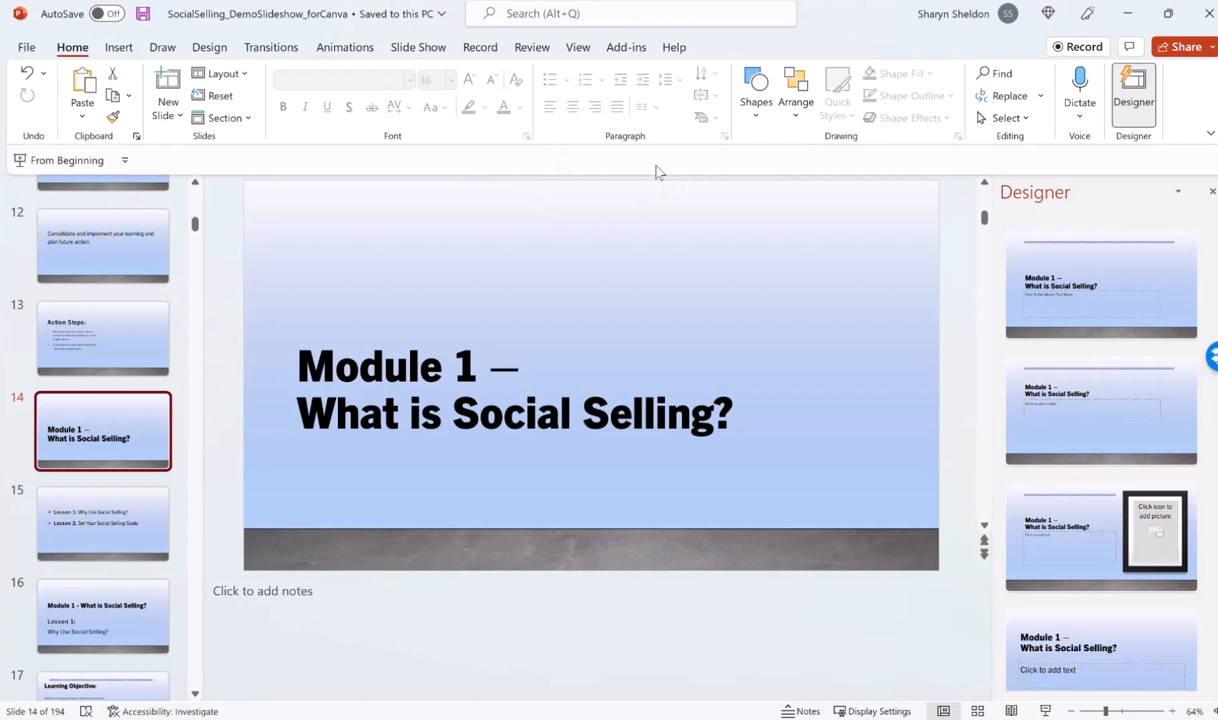 AutoSave Off SocialSelling_DemoSlideshow_forCanva • Saved to this PC Search (Alt+Q) Sharyn Sheldon SS
File Home Insert Draw Design Transitions Animations Slide Show Record Review View Add-ins Help Record Share
Paste
New Slide
Layout
Reset
Section
36
Shapes
Arrange
Quick Styles
Shape Fill
Shape Outline
Shape Effects
Find
Replace
Select
Dictate
Designer
Undo Clipboard Slides Font Paragraph Drawing Editing Voice Designer
From Beginning
12
Consolidate and implement your learning and
plan future action
13
Action Steps:
14
Module 1 –
What is Social Selling?
15
Lesson 1: Why Use Social Selling?
Lesson 2: Set Your Social Selling Goals
16
Module 1 - What is Social Selling?
Lesson 1:
Why Use Social Selling?
17
Learning Objective:
Module 1 –
What is Social Selling?
Click to add notes
Designer
Module 1 –
What is Social Selling?
Module 1 –
What is Social Selling?
Module 1 –
What is Social Selling?
Click icon to
add picture
Module 1 –
What is Social Selling?
Click to add text
Slide 14 of 194 Accessibility: Investigate Notes Display Settings 64%